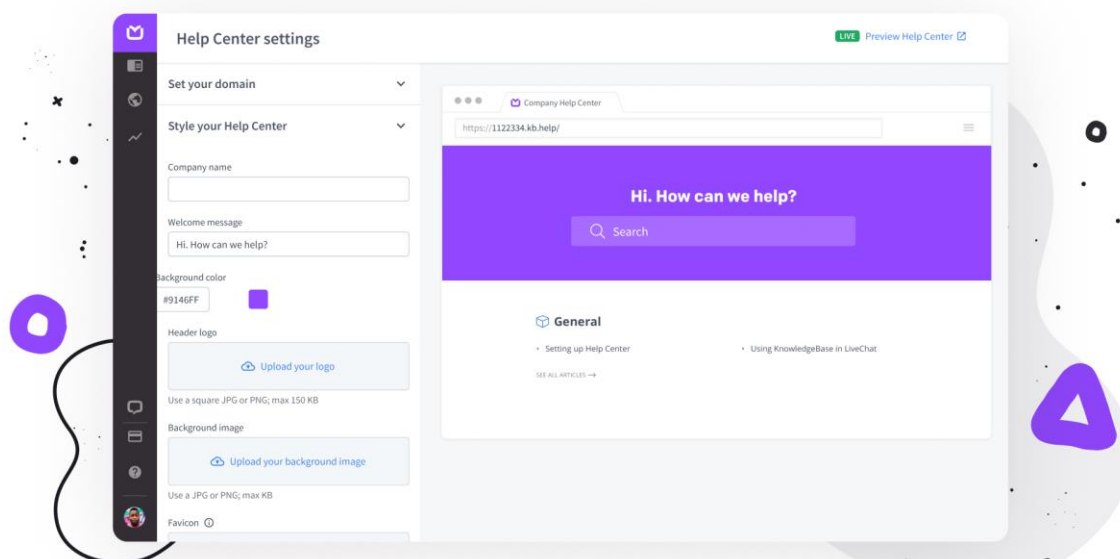 Help Center settings
LIVE Preview Help Center
Set your domain
Style your Help Center
Company name
Welcome message
Hi. How can we help?
Background color
#9146FF
Header logo
Upload your logo
Use a square JPG or PNG; max 150 KB
Background image
Upload your background image
Use a JPG or PNG; max KB
Favicon
Company Help Center
https://1122334.kb.help/
Hi. How can we help?
Search
General
• Setting up Help Center
• Using KnowledgeBase in LiveChat
SEE ALL ARTICLES →